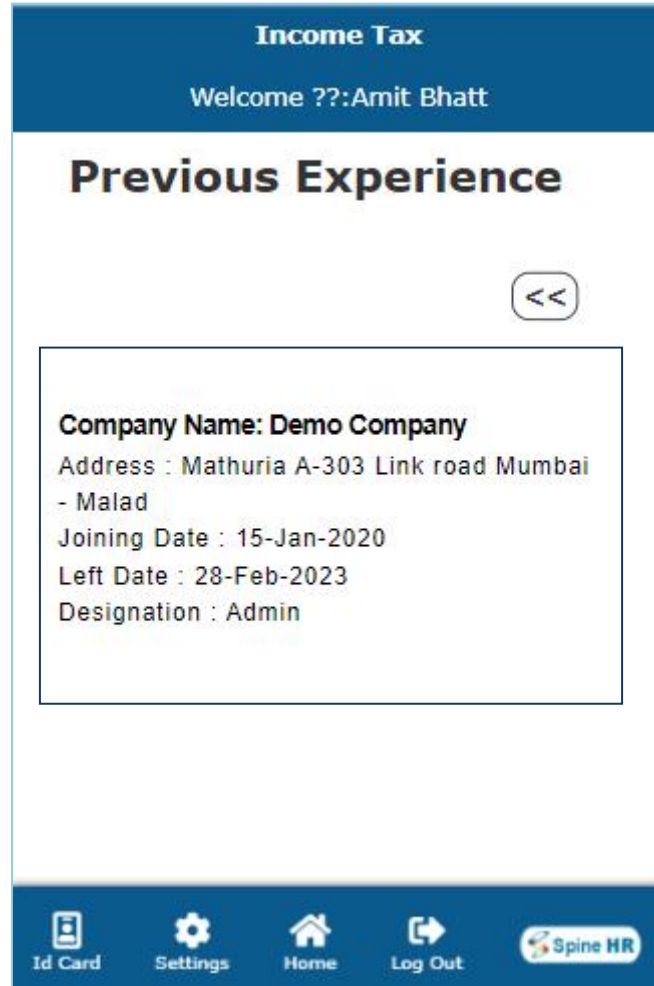 Income Tax
Welcome ??:Amit Bhatt
Previous Experience
<<
Company Name: Demo Company
Address : Mathuria A-303 Link road Mumbai
- Malad
Joining Date : 15-Jan-2020
Left Date : 28-Feb-2023
Designation : Admin
Id Card Settings Home Log Out Spine HR